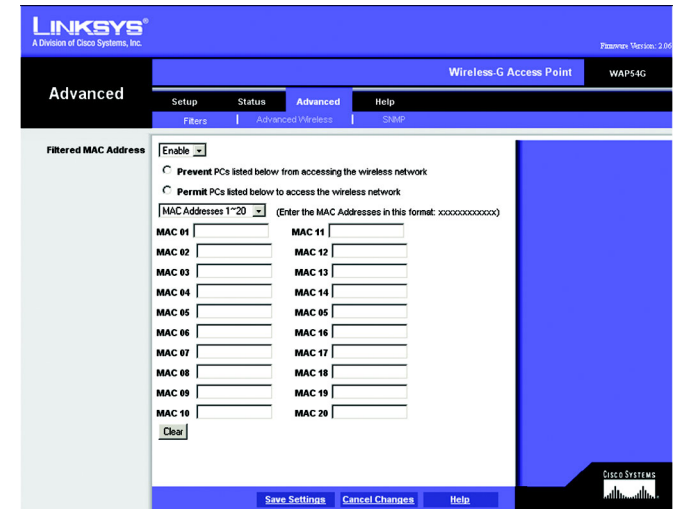 LINKSYS®
A Division of Cisco Systems, Inc.
Firmware Version: 2.06
Wireless-G Access Point WAP54G
Advanced
Setup Status Advanced Help
Filters | Advanced Wireless | SNMP
Filtered MAC Address Enable
Prevent PCs listed below from accessing the wireless network
Permit PCs listed below to access the wireless network
MAC Addresses 1~20 (Enter the MAC Addresses in this format: xxxxxxxxxxxx)
MAC 01 MAC 11
MAC 02 MAC 12
MAC 03 MAC 13
MAC 04 MAC 14
MAC 05 MAC 05
MAC 06 MAC 16
MAC 07 MAC 17
MAC 08 MAC 18
MAC 09 MAC 19
MAC 10 MAC 20
Clear
CISCO SYSTEMS
Save Settings Cancel Changes Help